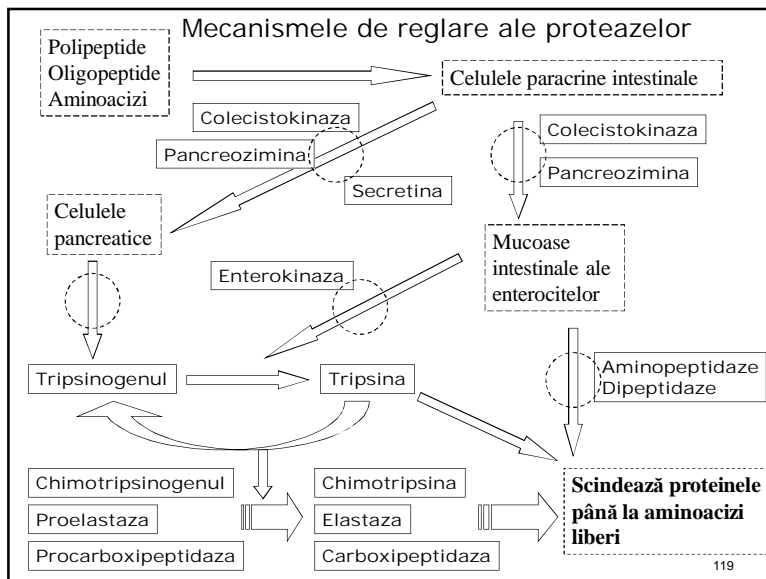 Mecanismele de reglare ale proteazelor
Polipeptide
Oligopeptide
Aminoacizi
Celulele paracrine intestinale
Colecistokinaza
Pancreozimina
Secretina
Colecistokinaza
Pancreozimina
Celulele
pancreatice
Mucoase
intestinale ale
enterocitelor
Enterokinaza
Tripsinogenul
Tripsina
Aminopeptidaze
Dipeptidaze
Chimotripsinogenul
Proelastaza
Procarboxipeptidaza
Chimotripsina
Elastaza
Carboxipeptidaza
Scindează proteinele
până la aminoacizi
liberi
119